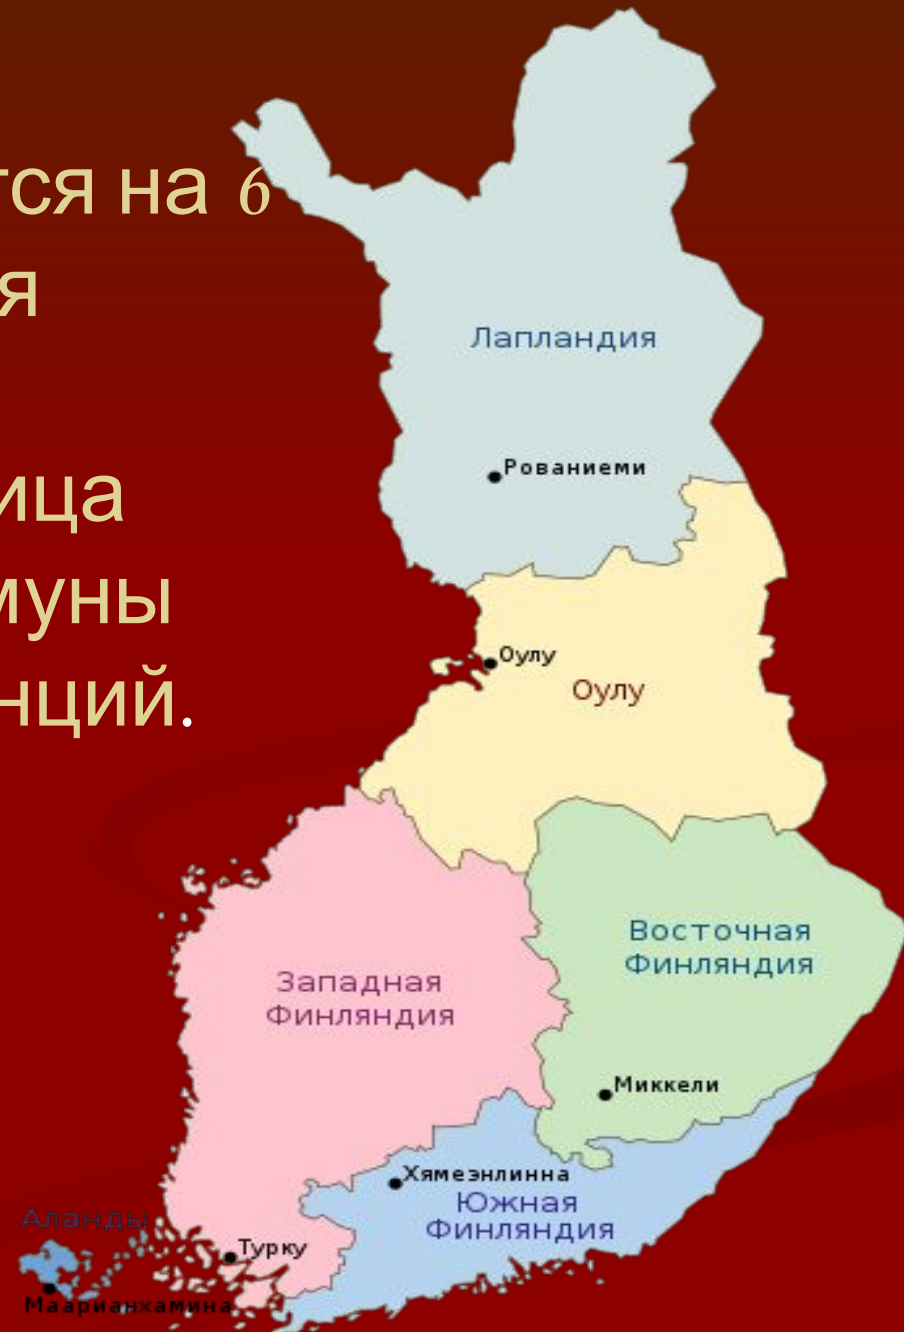 тся на 6
я
ица
муны
нций.
Лапландия
Рованиеми
Оулу
Оулу
Восточная
Финляндия
Западная
Финляндия
Миккели
Хямеэнлинна
Южная
Финляндия
Аланды
Турку
Маарианхамина